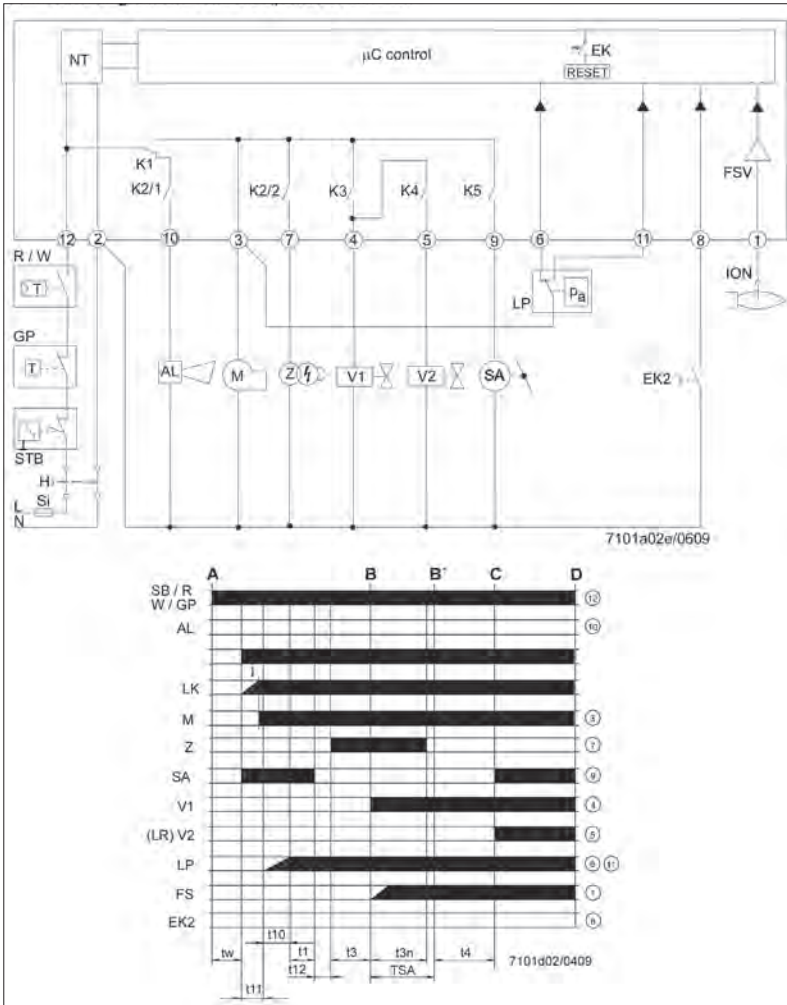 NT
µC control
EK
RESET
FSV
K1
K2/1
K2/2
K3
K4
K5
12
2
10
3
7
4
5
9
6
11
8
1
R / W
T
GP
T
STB
H
Si
L
N
AL
M
Z
V1
V2
SA
LP
Pa
ION
EK2
7101a02e/0609
A
B
B'
C
D
SB / R
W / GP
12
AL
10
LK
M
3
Z
7
SA
9
V1
4
(LR) V2
5
LP
6
11
FS
1
EK2
8
t10
tw
t1
t3
t3n
t4
7101d02/0409
t12
TSA
t11